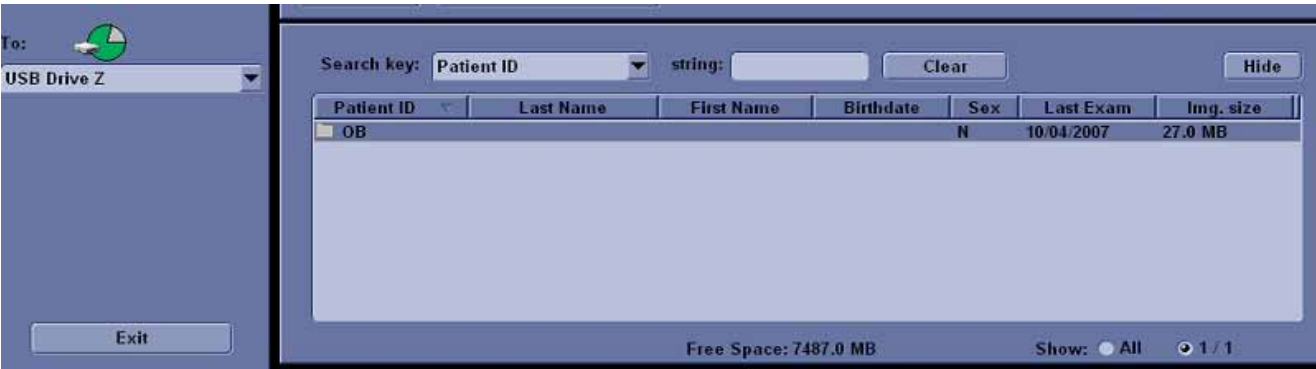 To:
USB Drive Z
Exit
Search key: Patient ID string: Clear Hide
Patient ID Last Name First Name Birthdate Sex Last Exam Img. size
OB N 10/04/2007 27.0 MB
Free Space: 7487.0 MB Show: All 1 / 1